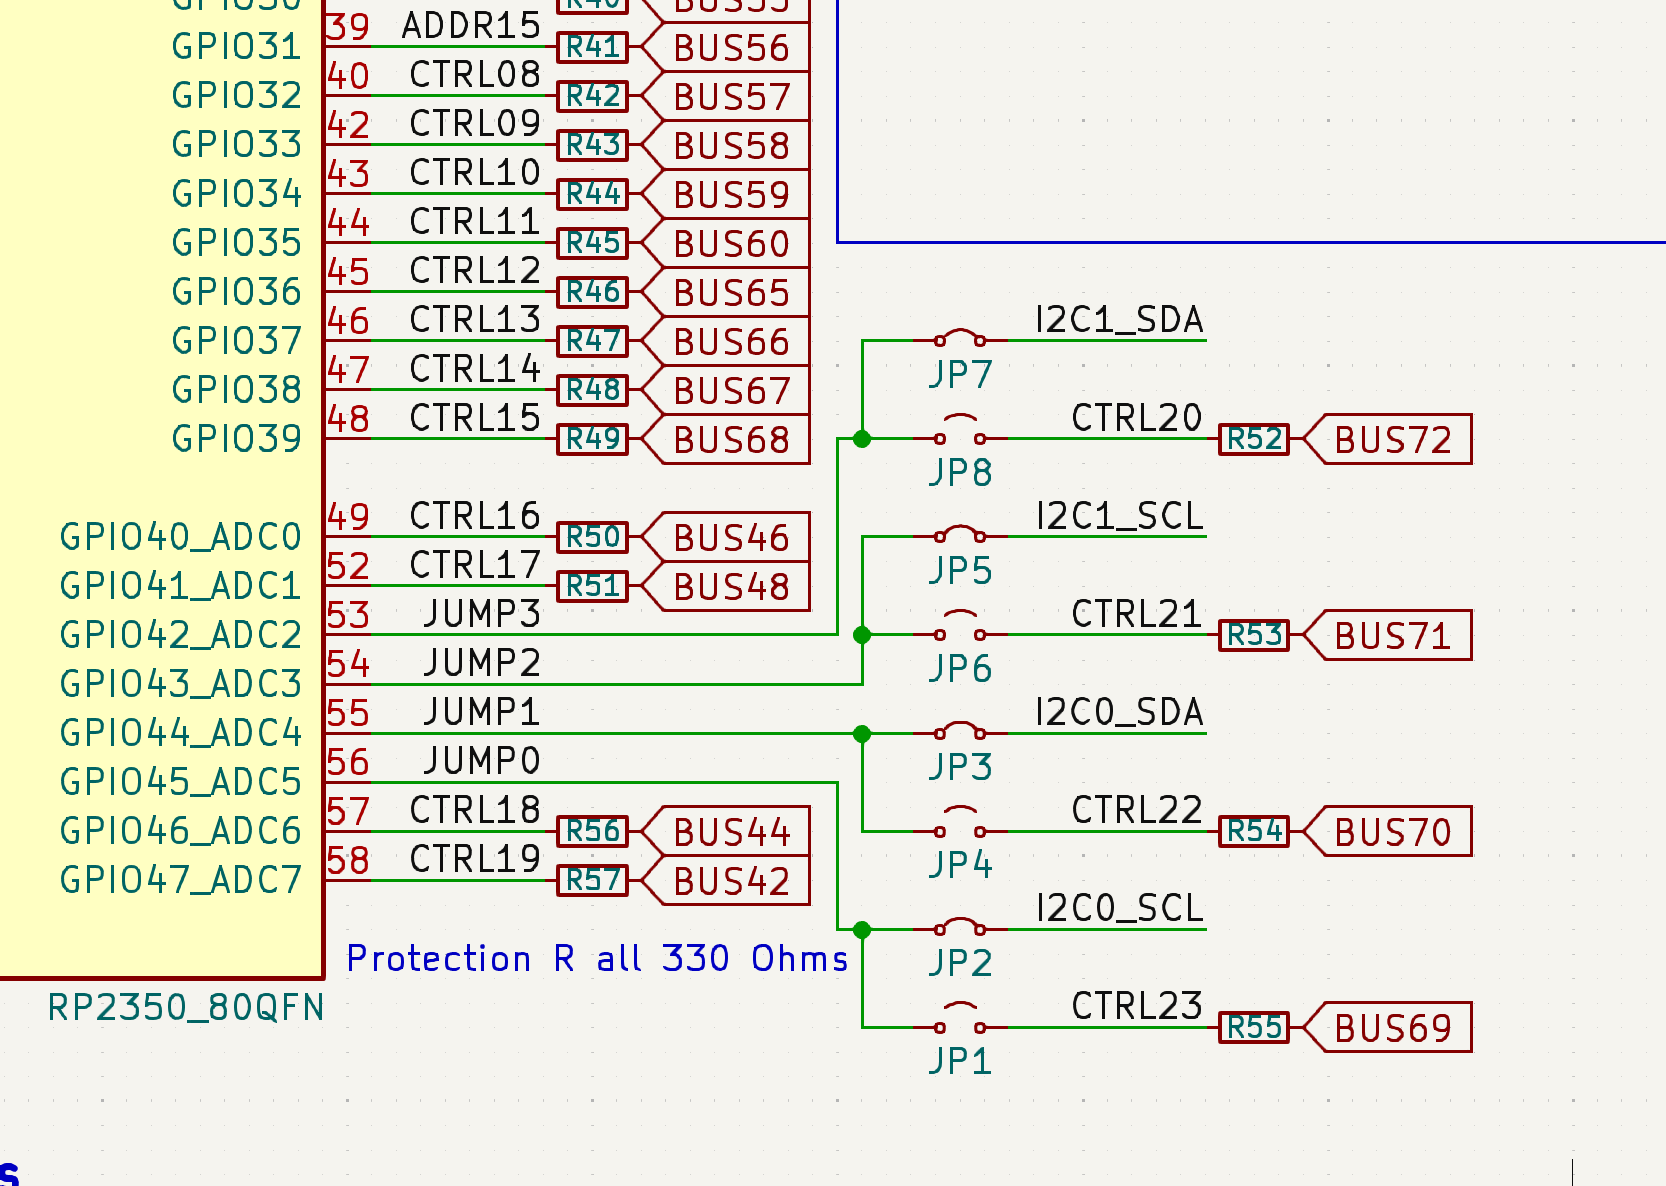 GPIO30 R40 BUS55
GPIO31 39 ADDR15 R41 BUS56
GPIO32 40 CTRL08 R42 BUS57
GPIO33 42 CTRL09 R43 BUS58
GPIO34 43 CTRL10 R44 BUS59
GPIO35 44 CTRL11 R45 BUS60
GPIO36 45 CTRL12 R46 BUS65
GPIO37 46 CTRL13 R47 BUS66
GPIO38 47 CTRL14 R48 BUS67
GPIO39 48 CTRL15 R49 BUS68
GPIO40_ADC0 49 CTRL16 R50 BUS46
GPIO41_ADC1 52 CTRL17 R51 BUS48
GPIO42_ADC2 53 JUMP3
GPIO43_ADC3 54 JUMP2
GPIO44_ADC4 55 JUMP1
GPIO45_ADC5 56 JUMP0
GPIO46_ADC6 57 CTRL18 R56 BUS44
GPIO47_ADC7 58 CTRL19 R57 BUS42
Protection R all 330 Ohms
RP2350_80QFN
I2C1_SDA
JP7
CTRL20 R52 BUS72
JP8
I2C1_SCL
JP5
CTRL21 R53 BUS71
JP6
I2C0_SDA
JP3
CTRL22 R54 BUS70
JP4
I2C0_SCL
JP2
CTRL23 R55 BUS69
JP1
s